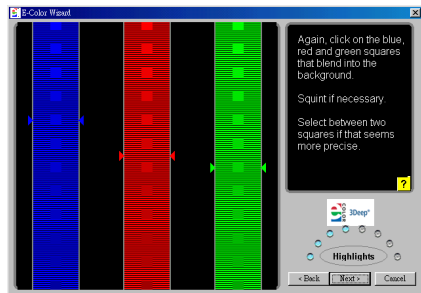 E-Color Wizard
Again, click on the blue,
red and green squares
that blend into the
background.
Squint if necessary.
Select between two
squares if that seems
more precise.
?
3Deep®
Highlights
< Back
Next >
Cancel